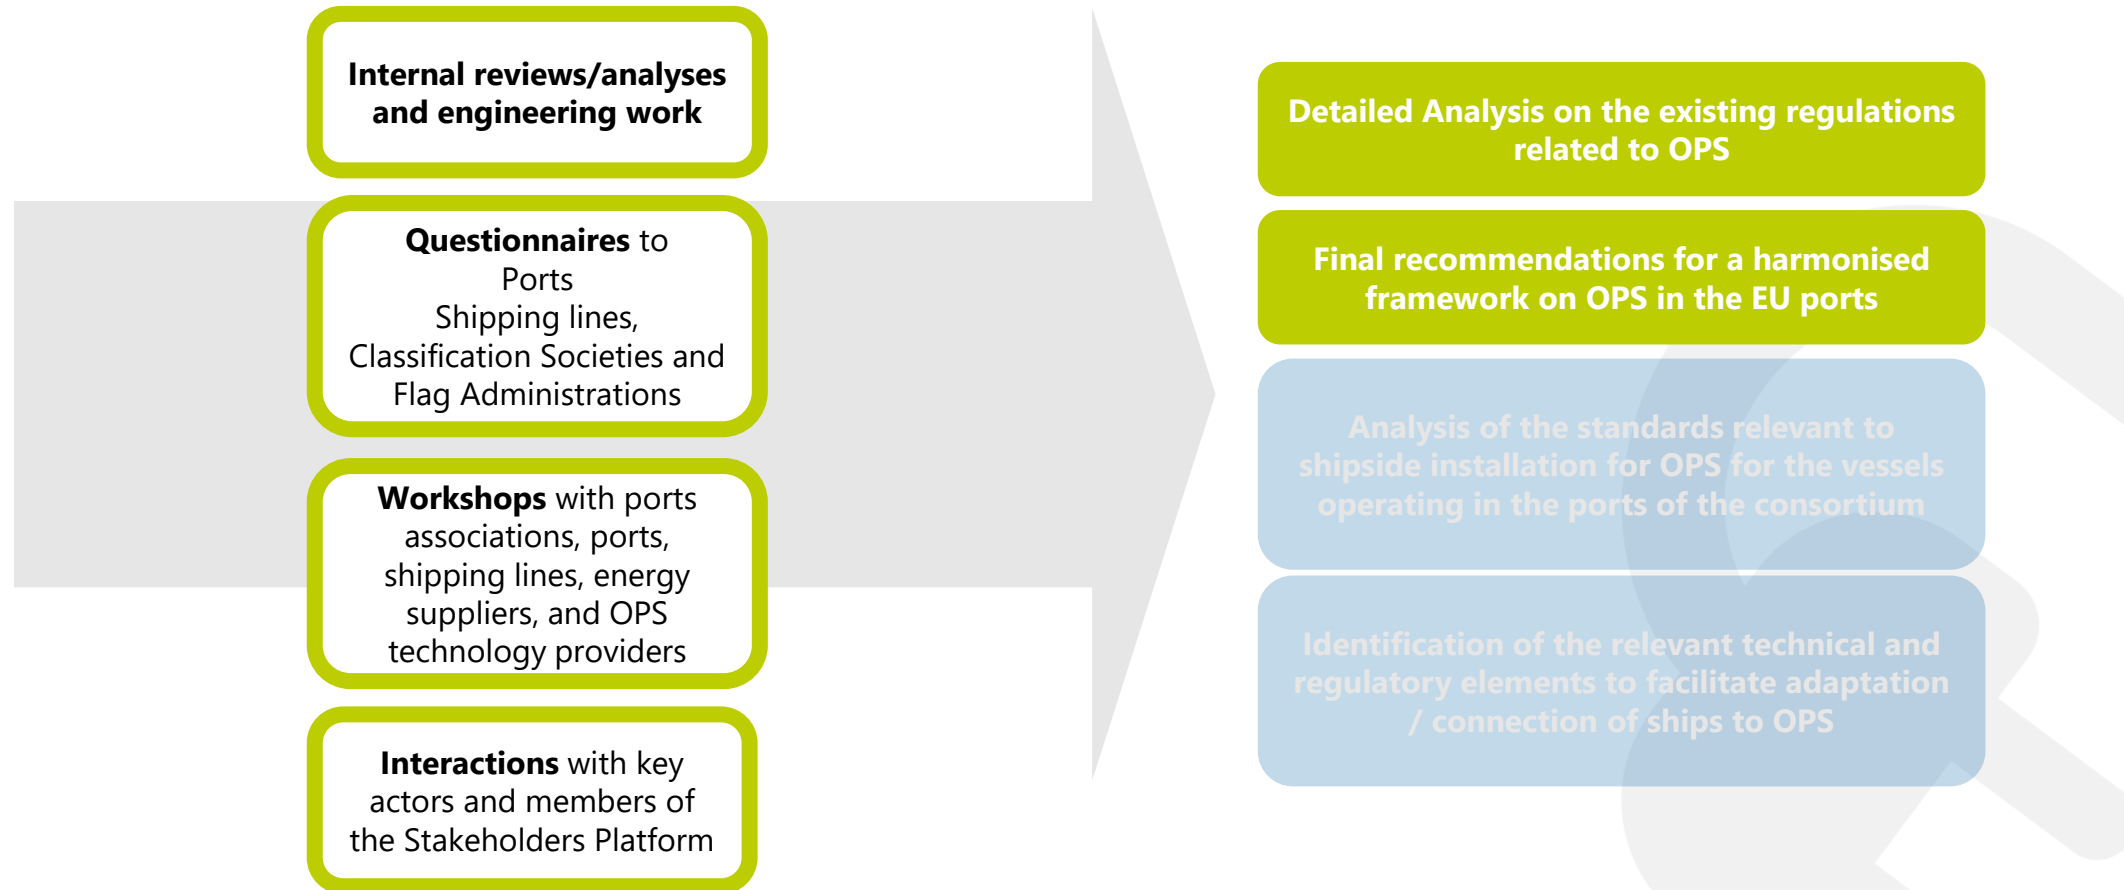 Internal reviews/analyses
and engineering work
Questionnaires to
Ports
Shipping lines,
Classification Societies and
Flag Administrations
Workshops with ports
associations, ports,
shipping lines, energy
suppliers, and OPS
technology providers
Interactions with key
actors and members of
the Stakeholders Platform
Detailed Analysis on the existing regulations
related to OPS
Final recommendations for a harmonised
framework on OPS in the EU ports
Analysis of the standards relevant to
shipside installation for OPS for the vessels
operating in the ports of the consortium
Identification of the relevant technical and
regulatory elements to facilitate adaptation
/ connection of ships to OPS